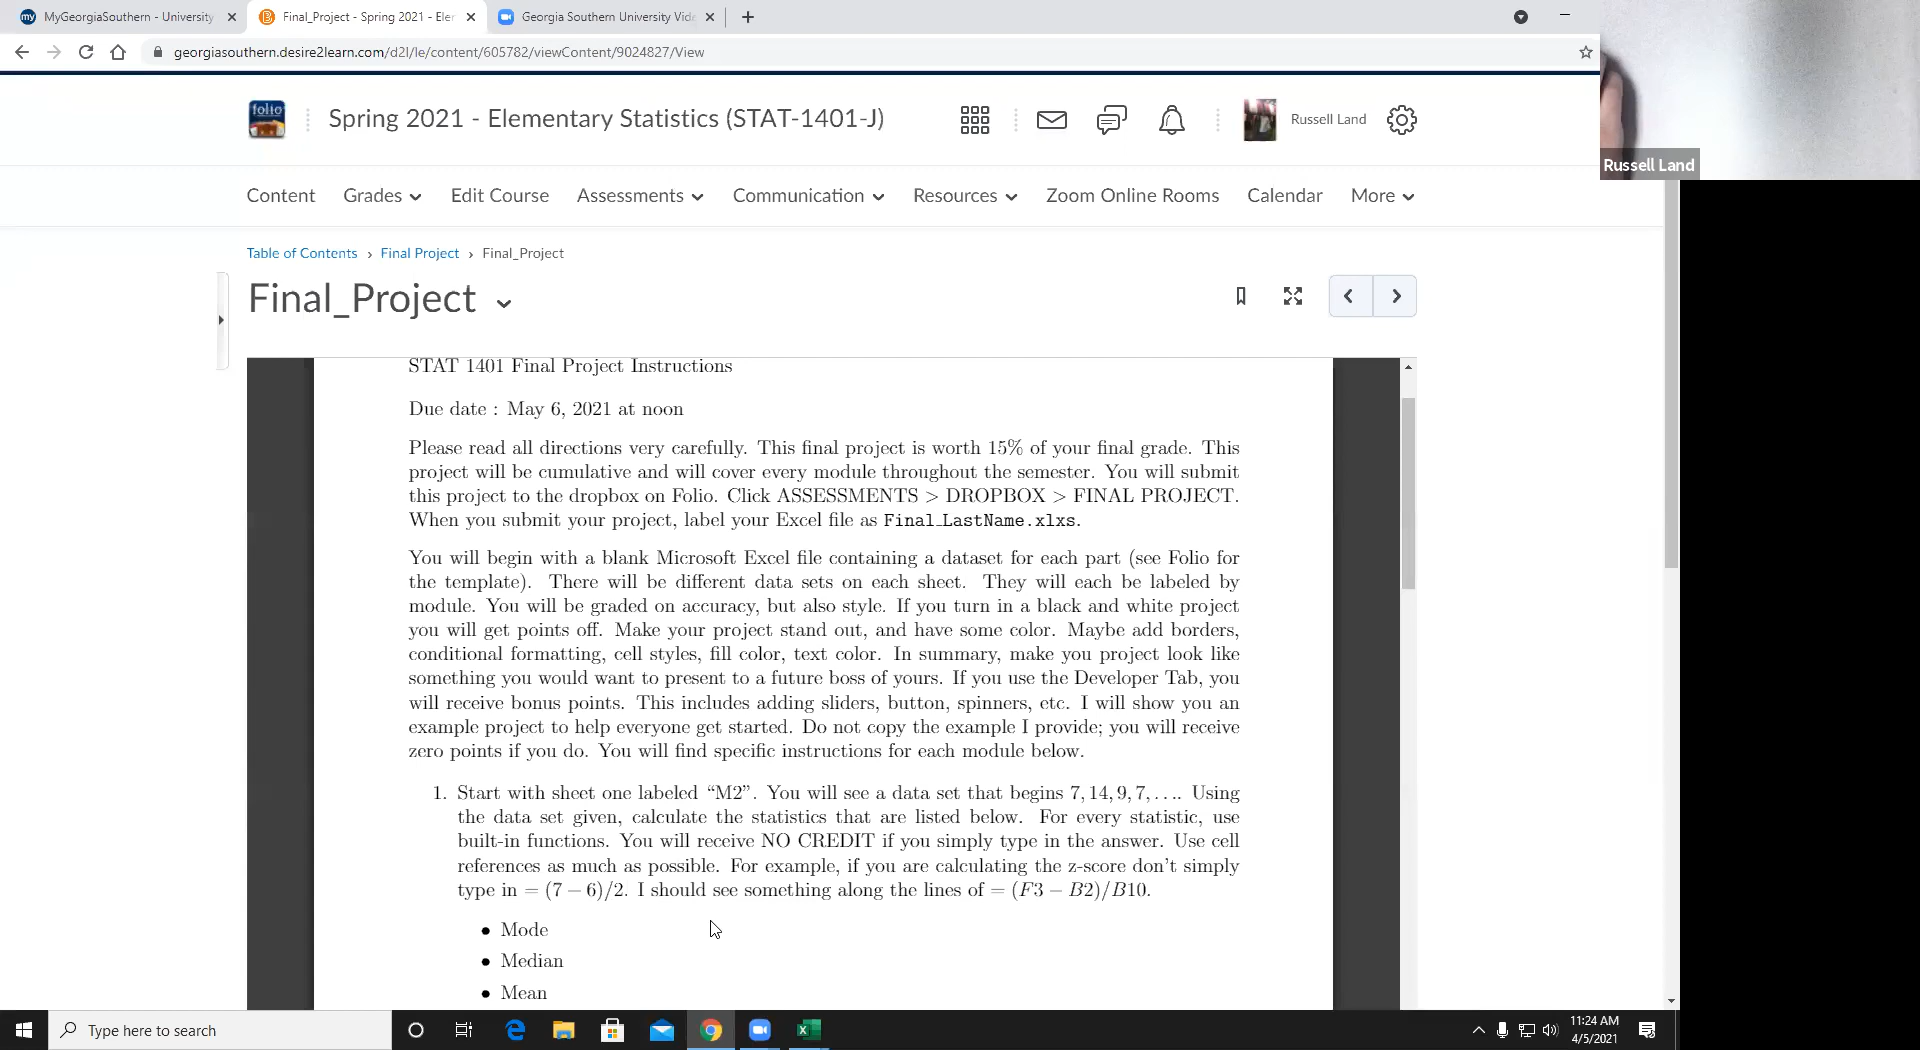 MyGeorgiaSouthern - University
Final_Project - Spring 2021 - Eler
Georgia Southern University Vide
georgiasouthern.desire2learn.com/d2l/le/content/605782/viewContent/9024827/View
folio
Spring 2021 - Elementary Statistics (STAT-1401-J)
Russell Land
Russell Land
Content Grades Edit Course Assessments Communication Resources Zoom Online Rooms Calendar More
Table of Contents › Final Project › Final_Project
Final_Project
STAT 1401 Final Project Instructions
Due date : May 6, 2021 at noon
Please read all directions very carefully. This final project is worth 15% of your final grade. This
project will be cumulative and will cover every module throughout the semester. You will submit
this project to the dropbox on Folio. Click ASSESSMENTS > DROPBOX > FINAL PROJECT.
When you submit your project, label your Excel file as Final_LastName.xlxs.
You will begin with a blank Microsoft Excel file containing a dataset for each part (see Folio for
the template). There will be different data sets on each sheet. They will each be labeled by
module. You will be graded on accuracy, but also style. If you turn in a black and white project
you will get points off. Make your project stand out, and have some color. Maybe add borders,
conditional formatting, cell styles, fill color, text color. In summary, make you project look like
something you would want to present to a future boss of yours. If you use the Developer Tab, you
will receive bonus points. This includes adding sliders, button, spinners, etc. I will show you an
example project to help everyone get started. Do not copy the example I provide; you will receive
zero points if you do. You will find specific instructions for each module below.
1. Start with sheet one labeled “M2”. You will see a data set that begins 7, 14, 9, 7, . . .. Using
the data set given, calculate the statistics that are listed below. For every statistic, use
built-in functions. You will receive NO CREDIT if you simply type in the answer. Use cell
references as much as possible. For example, if you are calculating the z-score don't simply
type in = (7 − 6)/2. I should see something along the lines of = (F3 − B2)/B10.
• Mode
• Median
• Mean
Type here to search
11:24 AM
4/5/2021